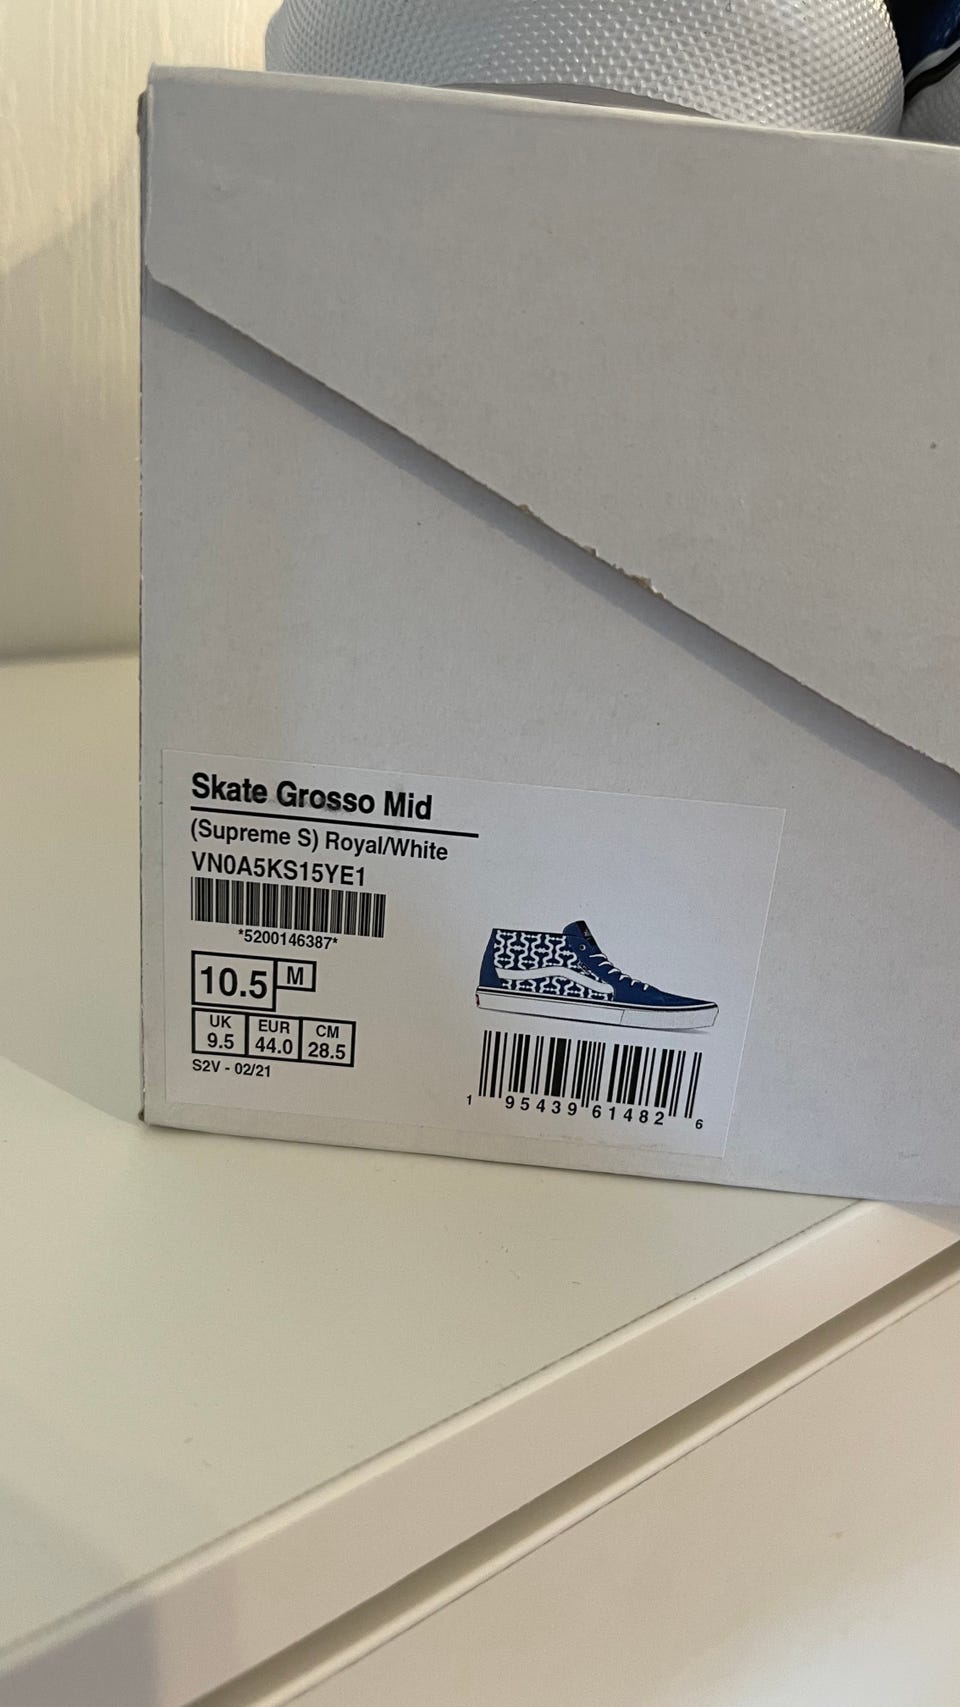 Skate Grosso Mid
(Supreme S) Royal/White
VN0A5KS15YE1
*5200146387*
10.5 M
UK EUR CM
9.5 44.0 28.5
S2V - 02/21
1 95439 61482 6